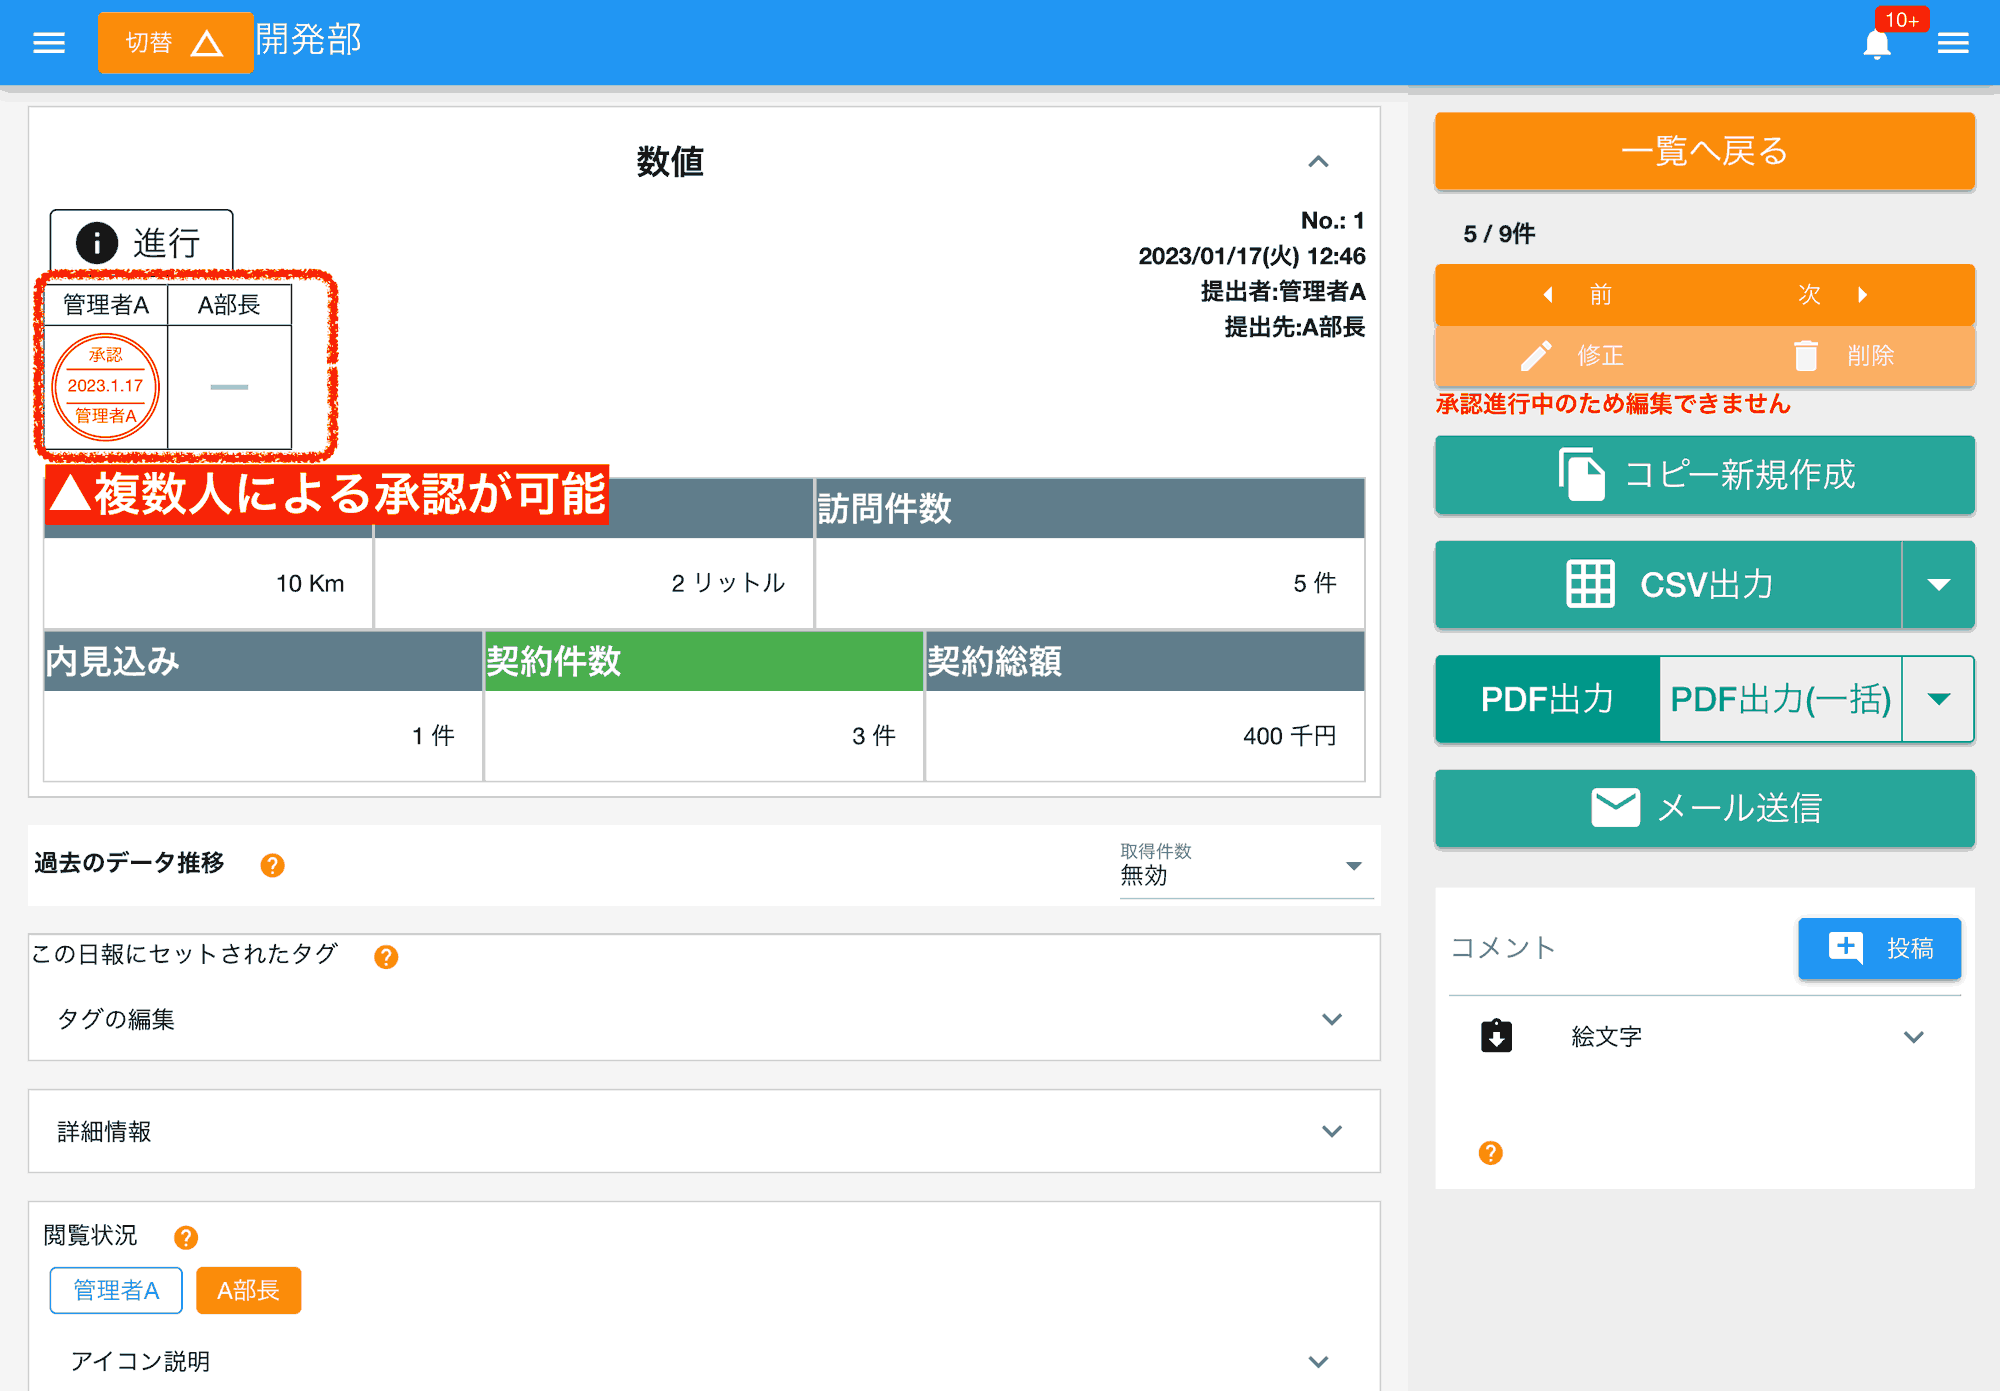 切替 △ 開発部
10+
数値
進行
No.: 1
2023/01/17(火) 12:46
提出者:管理者A
提出先:A部長
管理者A A部長
承認
2023.1.17
管理者A
▲複数人による承認が可能
訪問件数
10 Km 2 リットル 5 件
内見込み 契約件数 契約総額
1 件 3 件 400 千円
過去のデータ推移 ?
取得件数
無効
この日報にセットされたタグ ?
タグの編集
詳細情報
閲覧状況 ?
管理者A A部長
アイコン説明
一覧へ戻る
5 / 9件
前 次
修正 削除
承認進行中のため編集できません
コピー新規作成
CSV出力
PDF出力 PDF出力(一括)
メール送信
コメント 投稿
絵文字
?